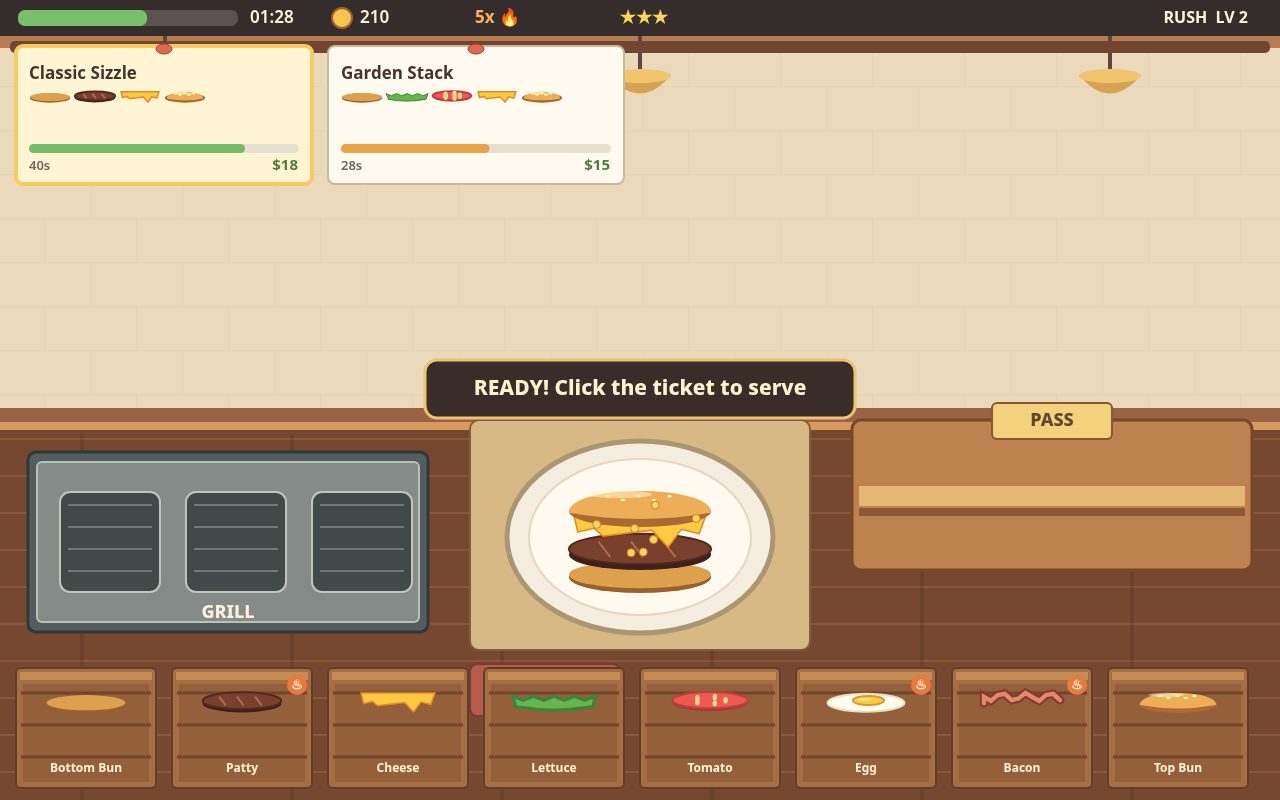 01:28 210 5x 🔥 ★★★ RUSH LV 2
Classic Sizzle
40s $18
Garden Stack
28s $15
READY! Click the ticket to serve
PASS
GRILL
Bottom Bun
Patty
Cheese
Lettuce
Tomato
Egg
Bacon
Top Bun